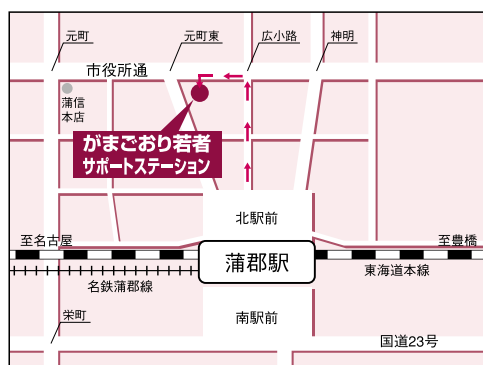 元町
元町東
広小路
神明
市役所通
蒲信
本店
がまごおり若者
サポートステーション
北駅前
至名古屋
至豊橋
蒲郡駅
東海道本線
名鉄蒲郡線
栄町
南駅前
国道23号